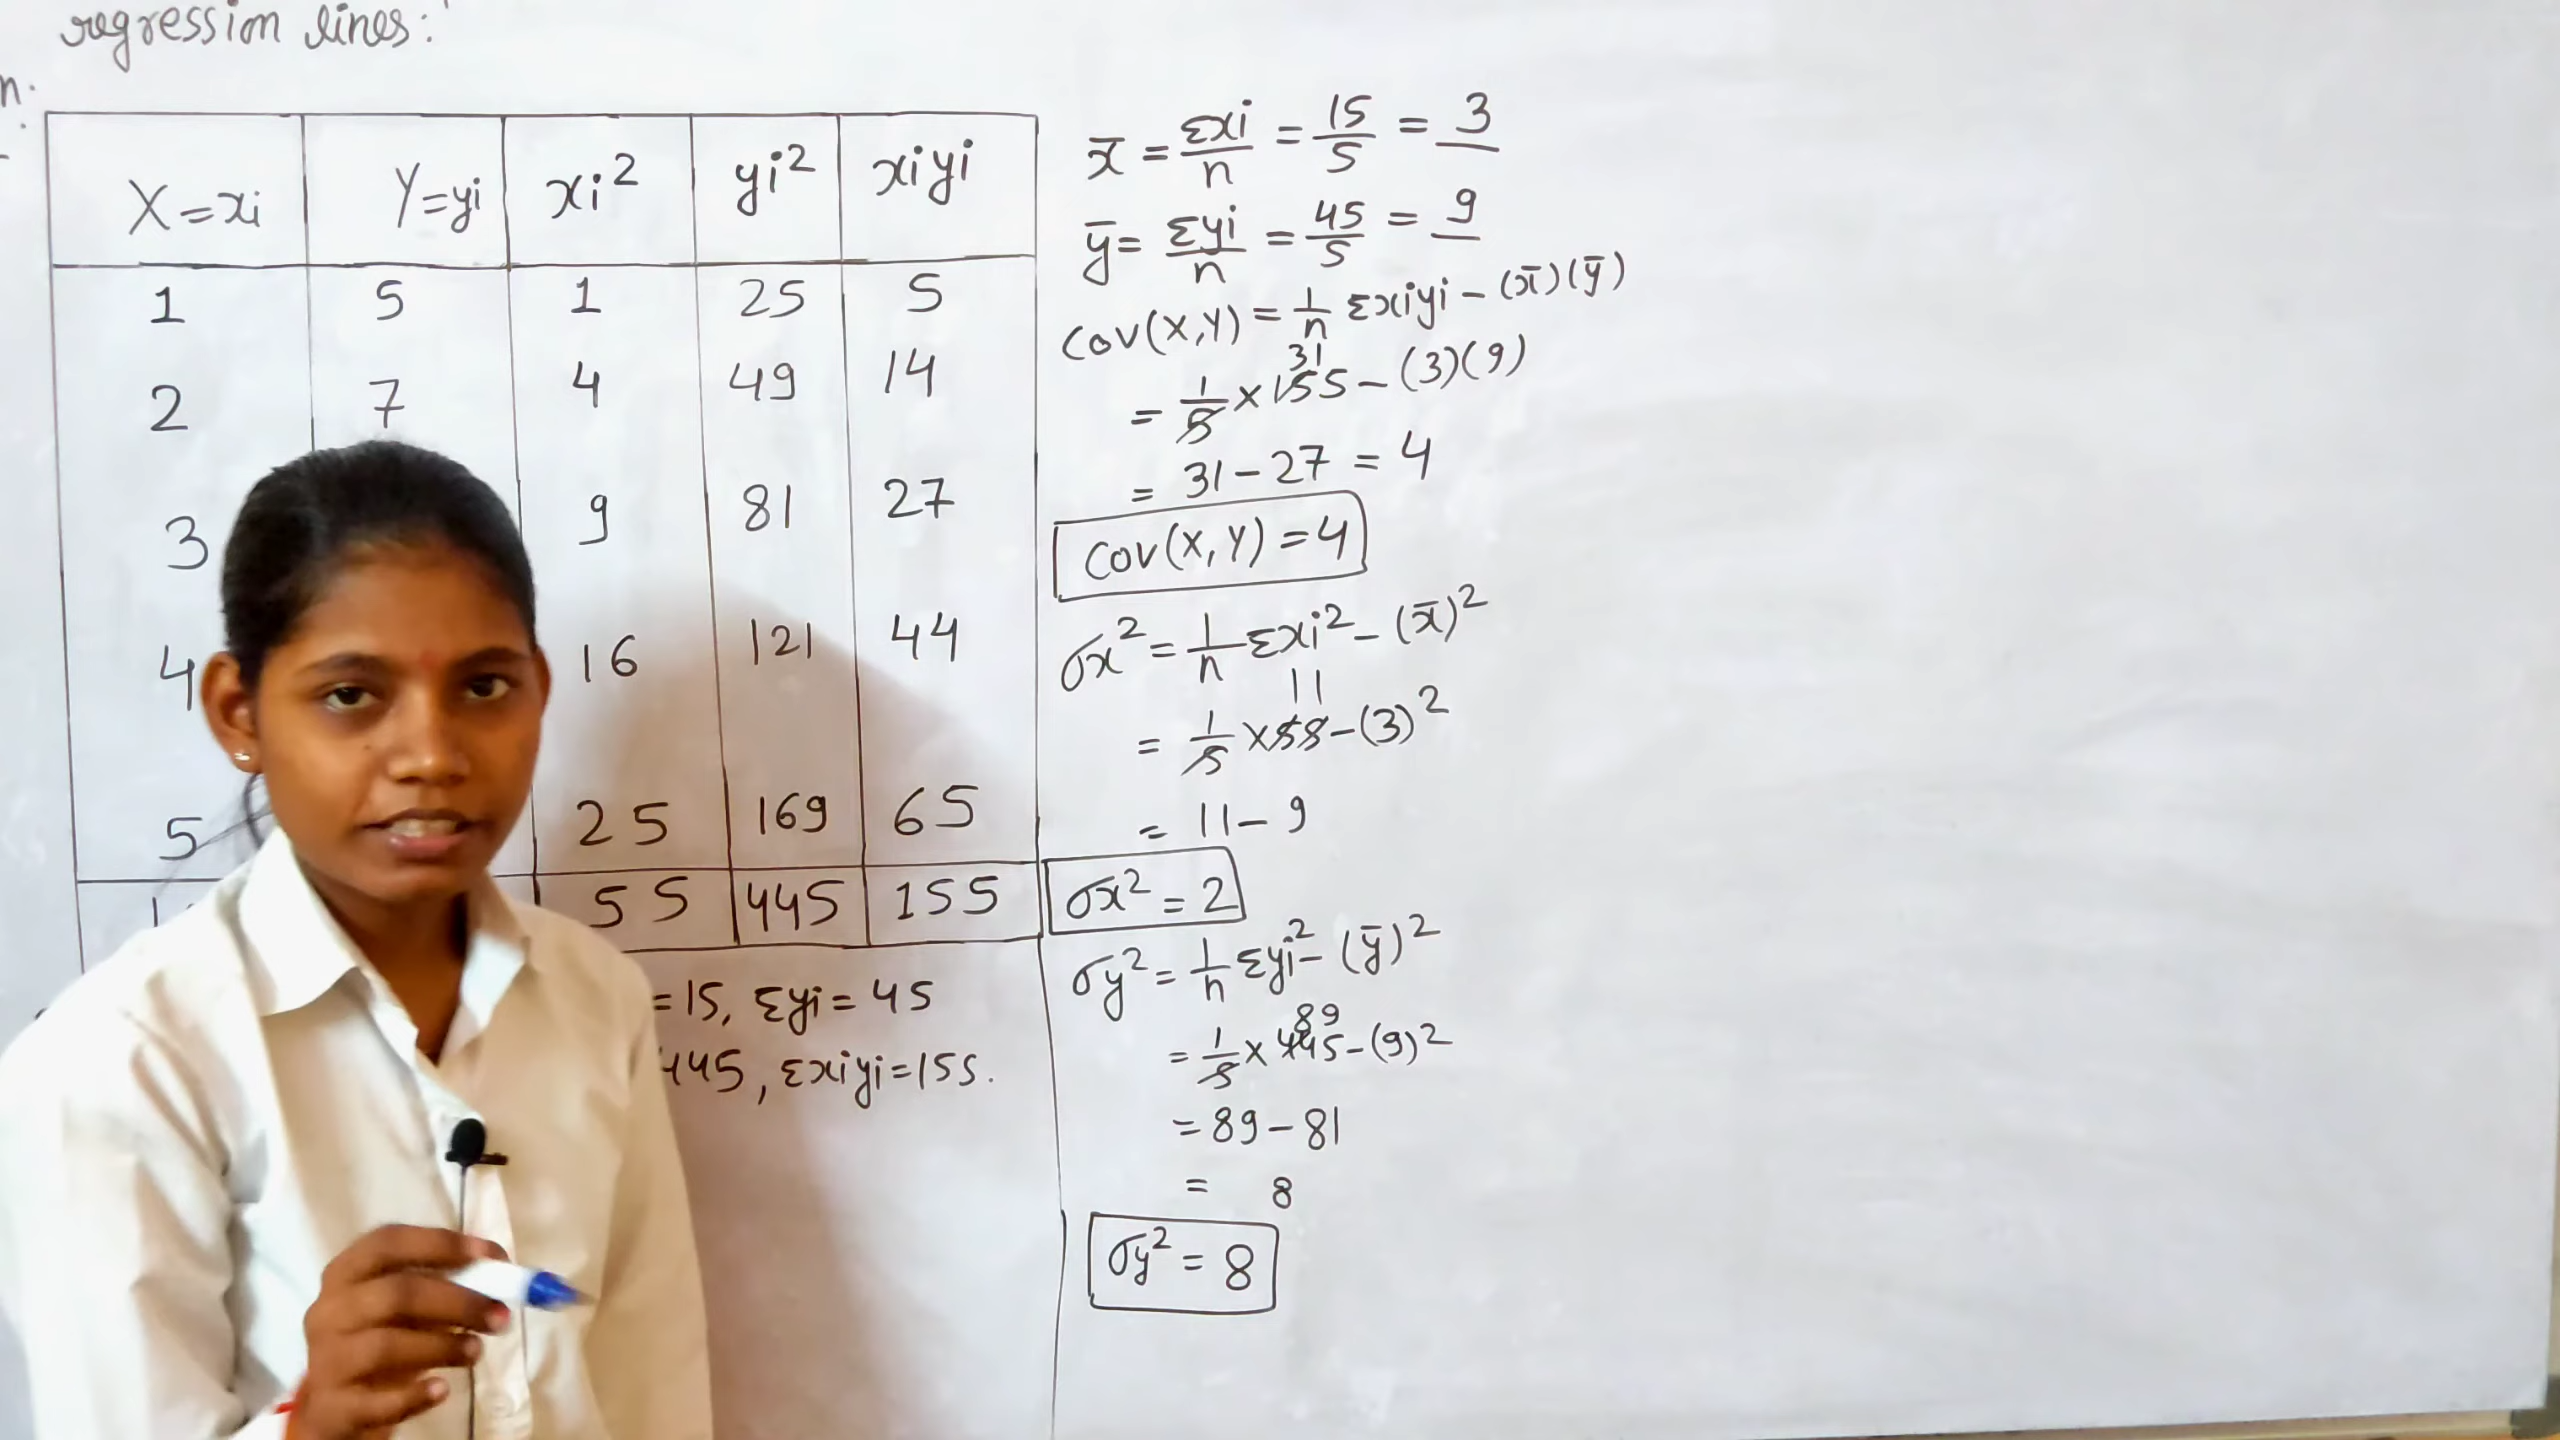 regression lines:
n.
X=xi Y=yi xi² yi² xiyi
1 5 1 25 5
2 7 4 49 14
3 9 81 27
4 16 121 44
5 25 169 65
55 445 155
=15, Σyi = 45
445, Σxiyi=155.
x̄ = Σxi/n = 15/5 = 3
ȳ = Σyi/n = 45/5 = 9
Cov(X,Y) = 1/n Σxiyi - (x̄)(ȳ)
31
= 1/5 × 155 - (3)(9)
= 31 - 27 = 4
Cov(X,Y) = 4
σx² = 1/n Σxi² - (x̄)²
11
= 1/5 × 55 - (3)²
= 11 - 9
σx² = 2
σy² = 1/n Σyi² - (ȳ)²
89
= 1/5 × 445 - (9)²
= 89 - 81
= 8
σy² = 8